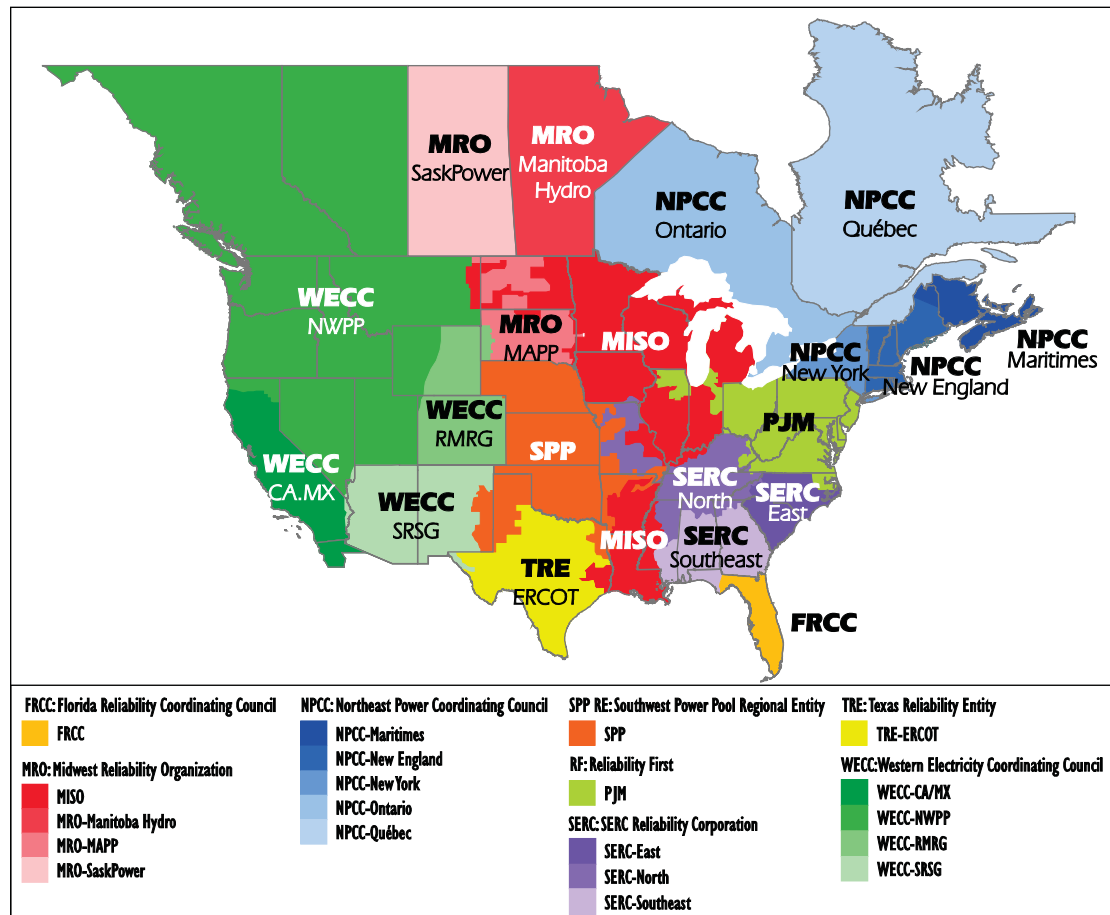 MRO
SaskPower
MRO
Manitoba
Hydro
NPCC
Ontario
NPCC
Québec
WECC
NWPP
MRO
MAPP
MISO
NPCC
New York
NPCC
New England
NPCC
Maritimes
WECC
RMRG
SPP
PJM
WECC
CA.MX
WECC
SRSG
SERC
North
SERC
East
MISO
SERC
Southeast
TRE
ERCOT
FRCC
FRCC: Florida Reliability Coordinating Council
FRCC
MRO: Midwest Reliability Organization
MISO
MRO-Manitoba Hydro
MRO-MAPP
MRO-SaskPower
NPCC: Northeast Power Coordinating Council
NPCC-Maritimes
NPCC-New England
NPCC-New York
NPCC-Ontario
NPCC-Québec
SPP RE: Southwest Power Pool Regional Entity
SPP
RF: Reliability First
PJM
SERC: SERC Reliability Corporation
SERC-East
SERC-North
SERC-Southeast
TRE: Texas Reliability Entity
TRE-ERCOT
WECC: Western Electricity Coordinating Council
WECC-CA/MX
WECC-NWPP
WECC-RMRG
WECC-SRSG